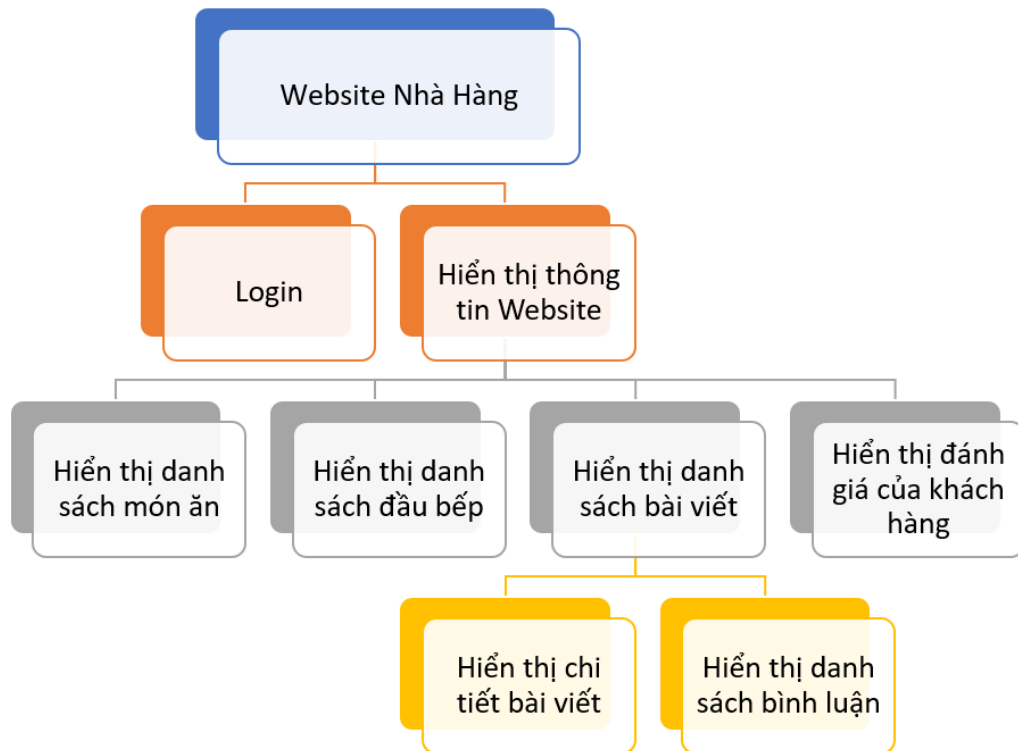 Website Nhà Hàng
Login
Hiển thị thông
tin Website
Hiển thị danh
sách món ăn
Hiển thị danh
sách đầu bếp
Hiển thị danh
sách bài viết
Hiển thị đánh
giá của khách
hàng
Hiển thị chi
tiết bài viết
Hiển thị danh
sách bình luận